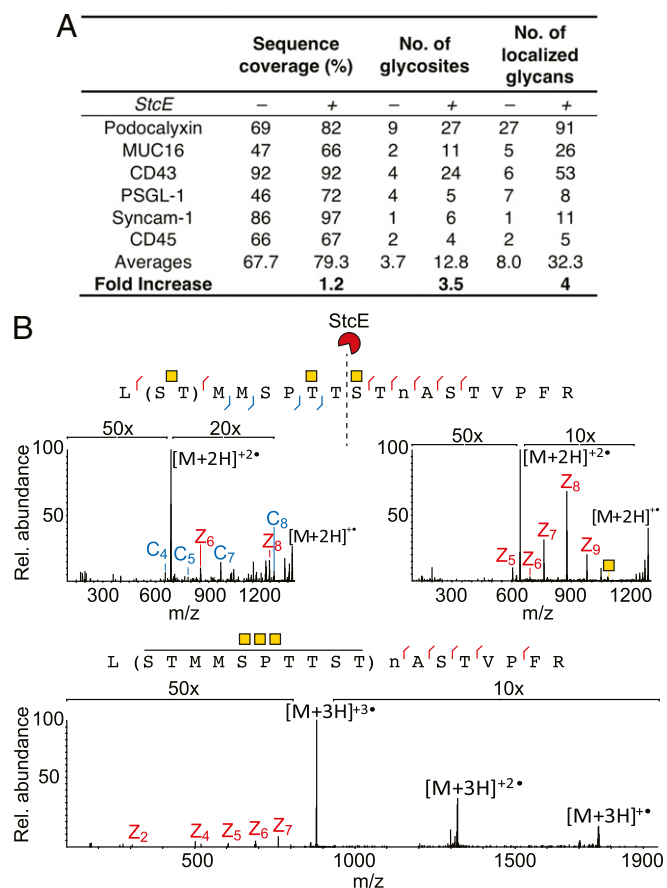 A
Sequence coverage (%) No. of glycosites No. of localized glycans
StcE – + – + – +
Podocalyxin 69 82 9 27 27 91
MUC16 47 66 2 11 5 26
CD43 92 92 4 24 6 53
PSGL-1 46 72 4 5 7 8
Syncam-1 86 97 1 6 1 11
CD45 66 67 2 4 2 5
Averages 67.7 79.3 3.7 12.8 8.0 32.3
Fold Increase 1.2 3.5 4
B
StcE
L (S T) M M S P T T S T n A S T V P F R
50x 20x
100
50
Rel. abundance
[M+2H]+2•
[M+2H]+•
C4 C5 Z6 C7 Z8 C8
300 600 900 1200
m/z
50x 10x
100
50
Rel. abundance
[M+2H]+2•
[M+2H]+•
Z5 Z6 Z7 Z8 Z9
300 600 900 1200
m/z
L (S T M M S P T T S T) n A S T V P F R
50x 10x
100
50
Rel. abundance
[M+3H]+3•
[M+3H]+2•
[M+3H]+•
Z2 Z4 Z5 Z6 Z7
500 1000 1500 1900
m/z